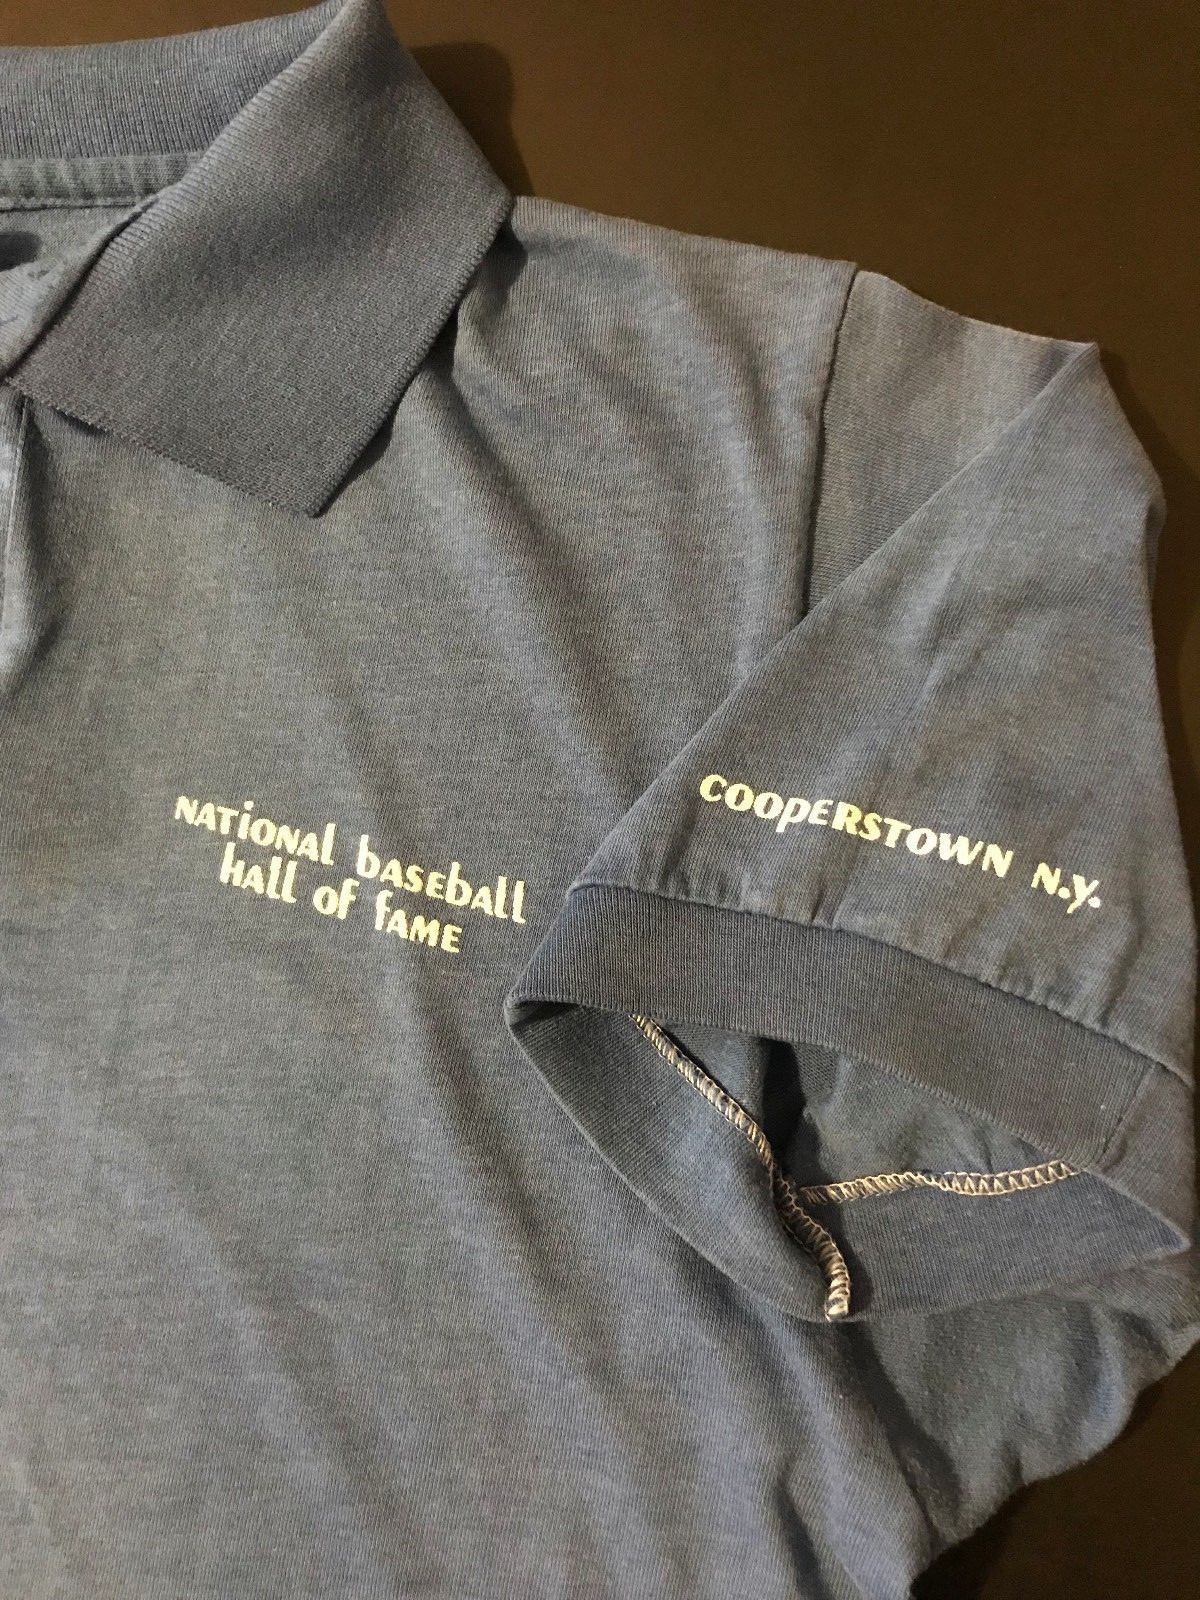 NATiONAl bASEball
hAll of fAME
COOpERSTOWN N.y.